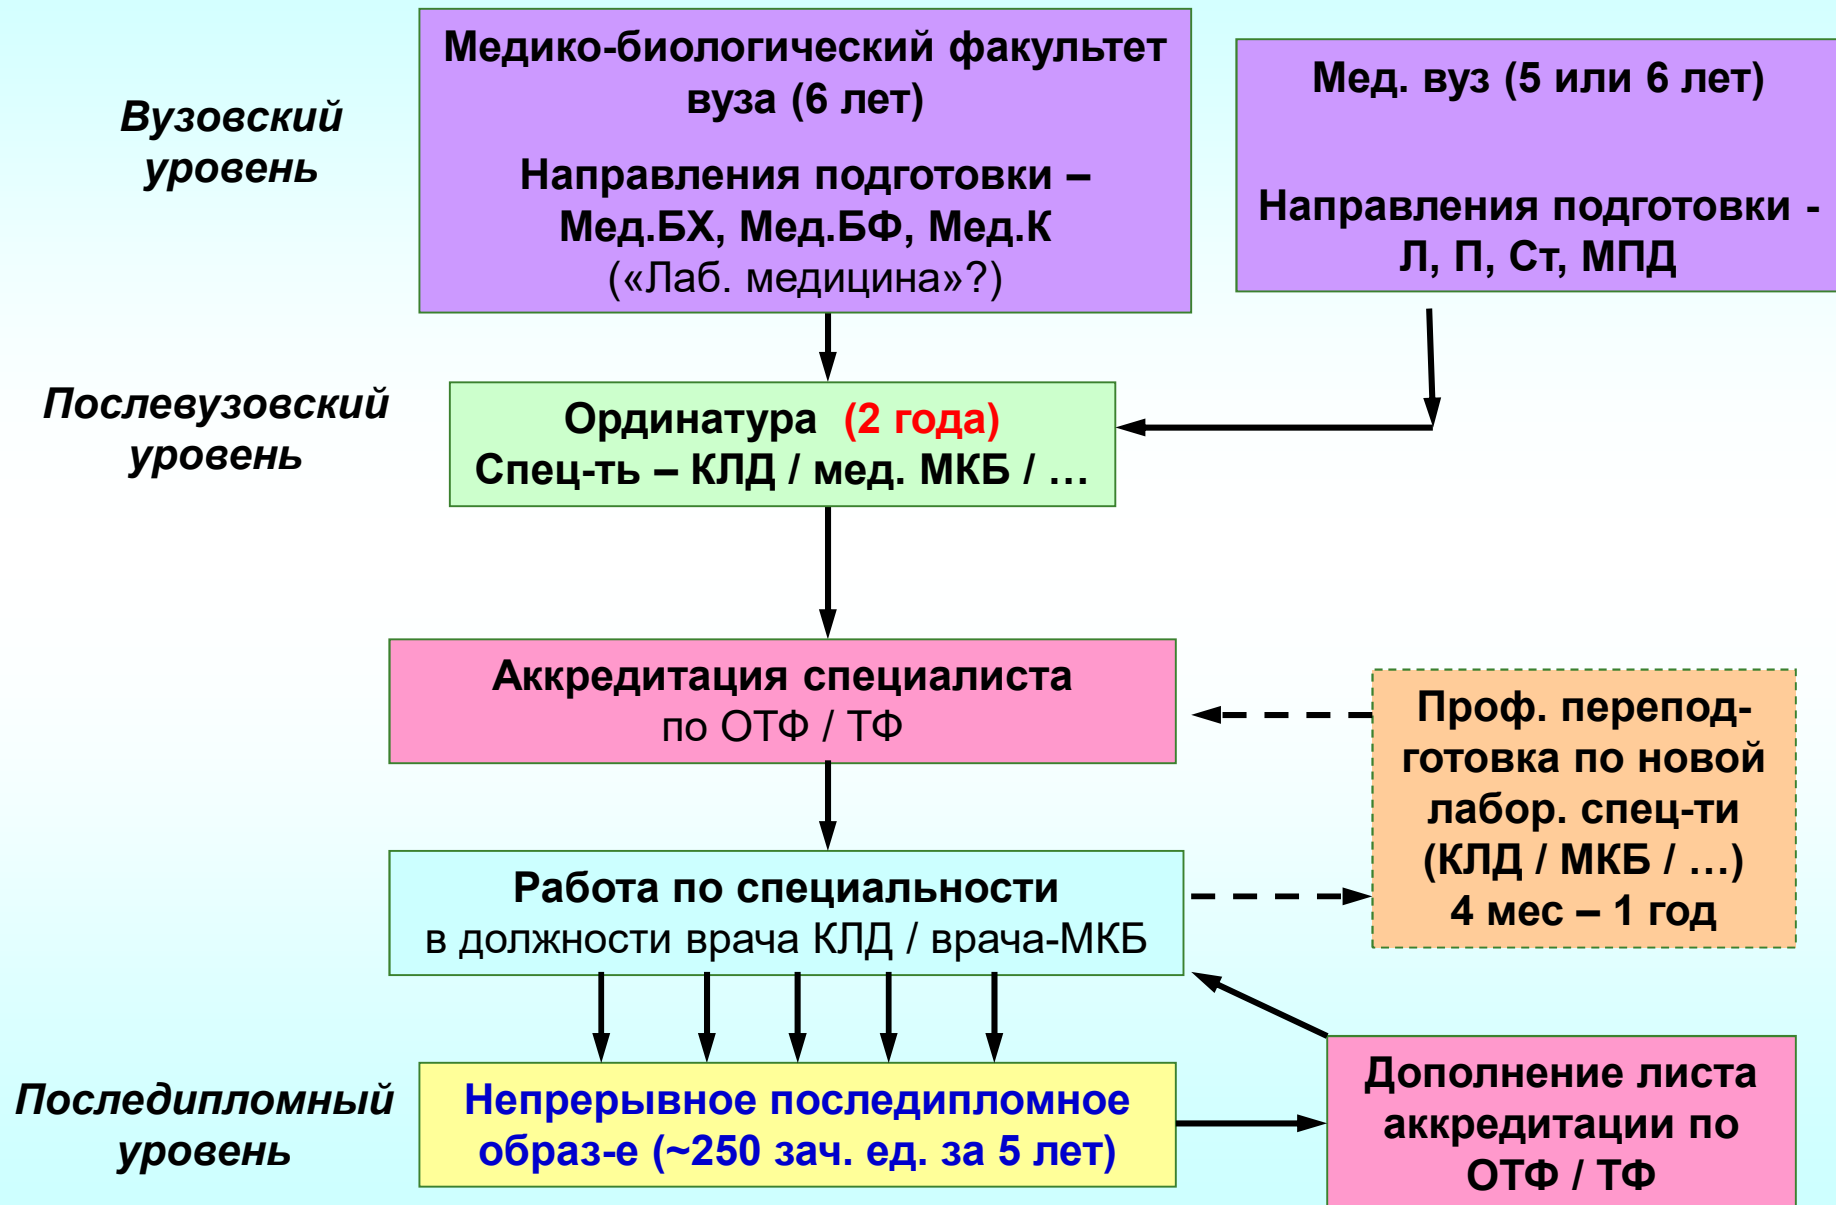 Вузовский
уровень
Медико-биологический факультет
вуза (6 лет)
Направления подготовки –
Мед.БХ, Мед.БФ, Мед.К
(«Лаб. медицина»?)
Мед. вуз (5 или 6 лет)
Направления подготовки -
Л, П, Ст, МПД
Послевузовский
уровень
Ординатура (2 года)
Спец-ть – КЛД / мед. МКБ / …
Аккредитация специалиста
по ОТФ / ТФ
Проф. перепод-
готовка по новой
лабор. спец-ти
(КЛД / МКБ / …)
4 мес – 1 год
Работа по специальности
в должности врача КЛД / врача-МКБ
Последипломный
уровень
Непрерывное последипломное
образ-е (~250 зач. ед. за 5 лет)
Дополнение листа
аккредитации по
ОТФ / ТФ